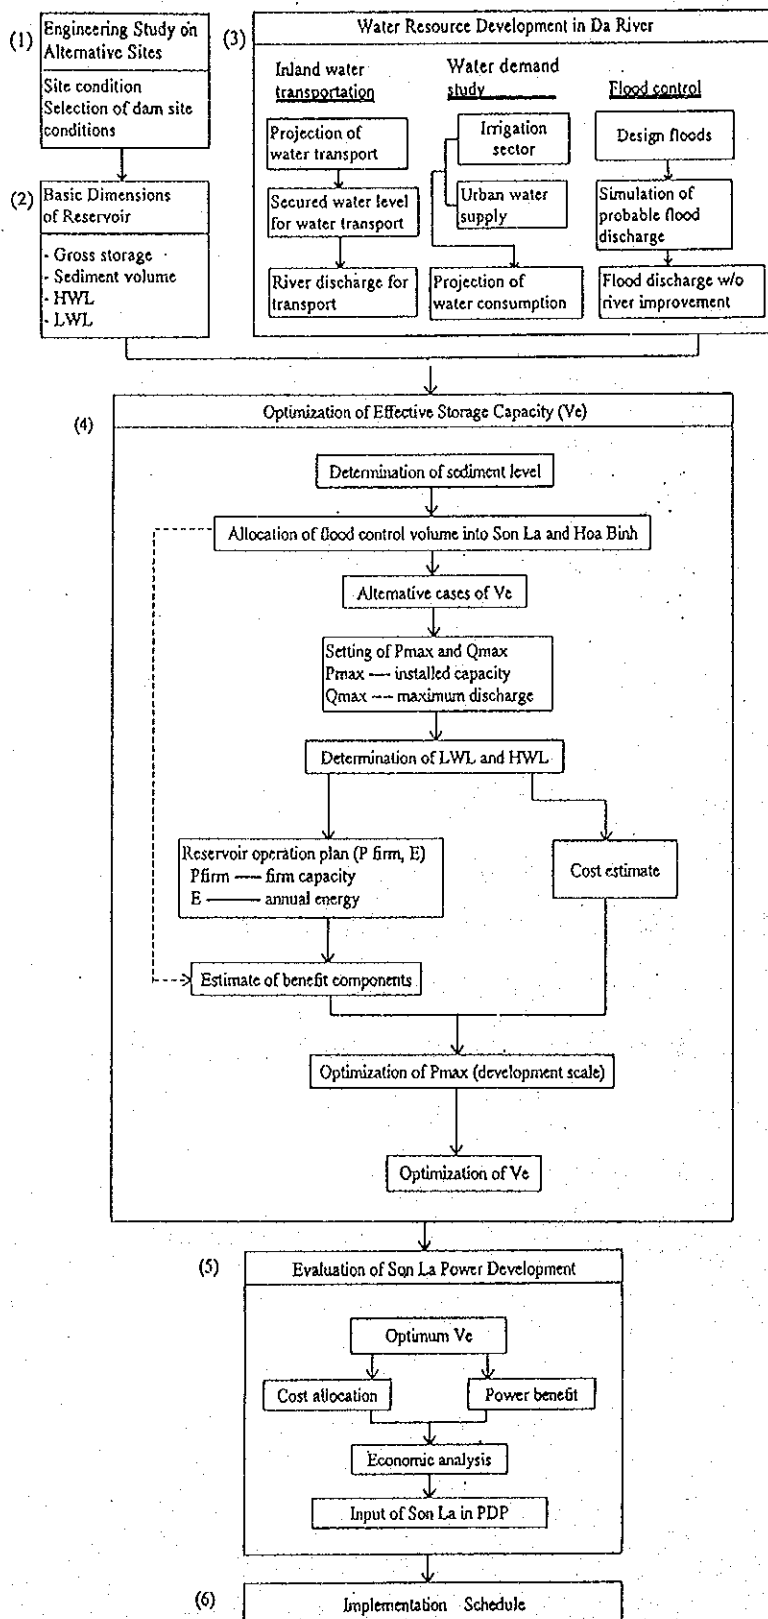 (1)
Engineering Study on
Alternative Sites
Site condition
Selection of dam site
conditions
(2)
Basic Dimensions
of Reservoir
- Gross storage
- Sediment volume
- HWL
- LWL
(3)
Water Resource Development in Da River
Inland water
transportation
Projection of
water transport
Secured water level
for water transport
River discharge for
transport
Water demand
study
Irrigation
sector
Urban water
supply
Projection of
water consumption
Flood control
Design floods
Simulation of
probable flood
discharge
Flood discharge w/o
river improvement
(4)
Optimization of Effective Storage Capacity (Ve)
Determination of sediment level
Allocation of flood control volume into Son La and Hoa Binh
Alternative cases of Ve
Setting of Pmax and Qmax
Pmax --- installed capacity
Qmax --- maximum discharge
Determination of LWL and HWL
Reservoir operation plan (P firm, E)
Pfirm —— firm capacity
E ——— annual energy
Cost estimate
Estimate of benefit components
Optimization of Pmax (development scale)
Optimization of Ve
(5)
Evaluation of Son La Power Development
Optimum Ve
Cost allocation
Power benefit
Economic analysis
Input of Son La in PDP
(6)
Implementation Schedule